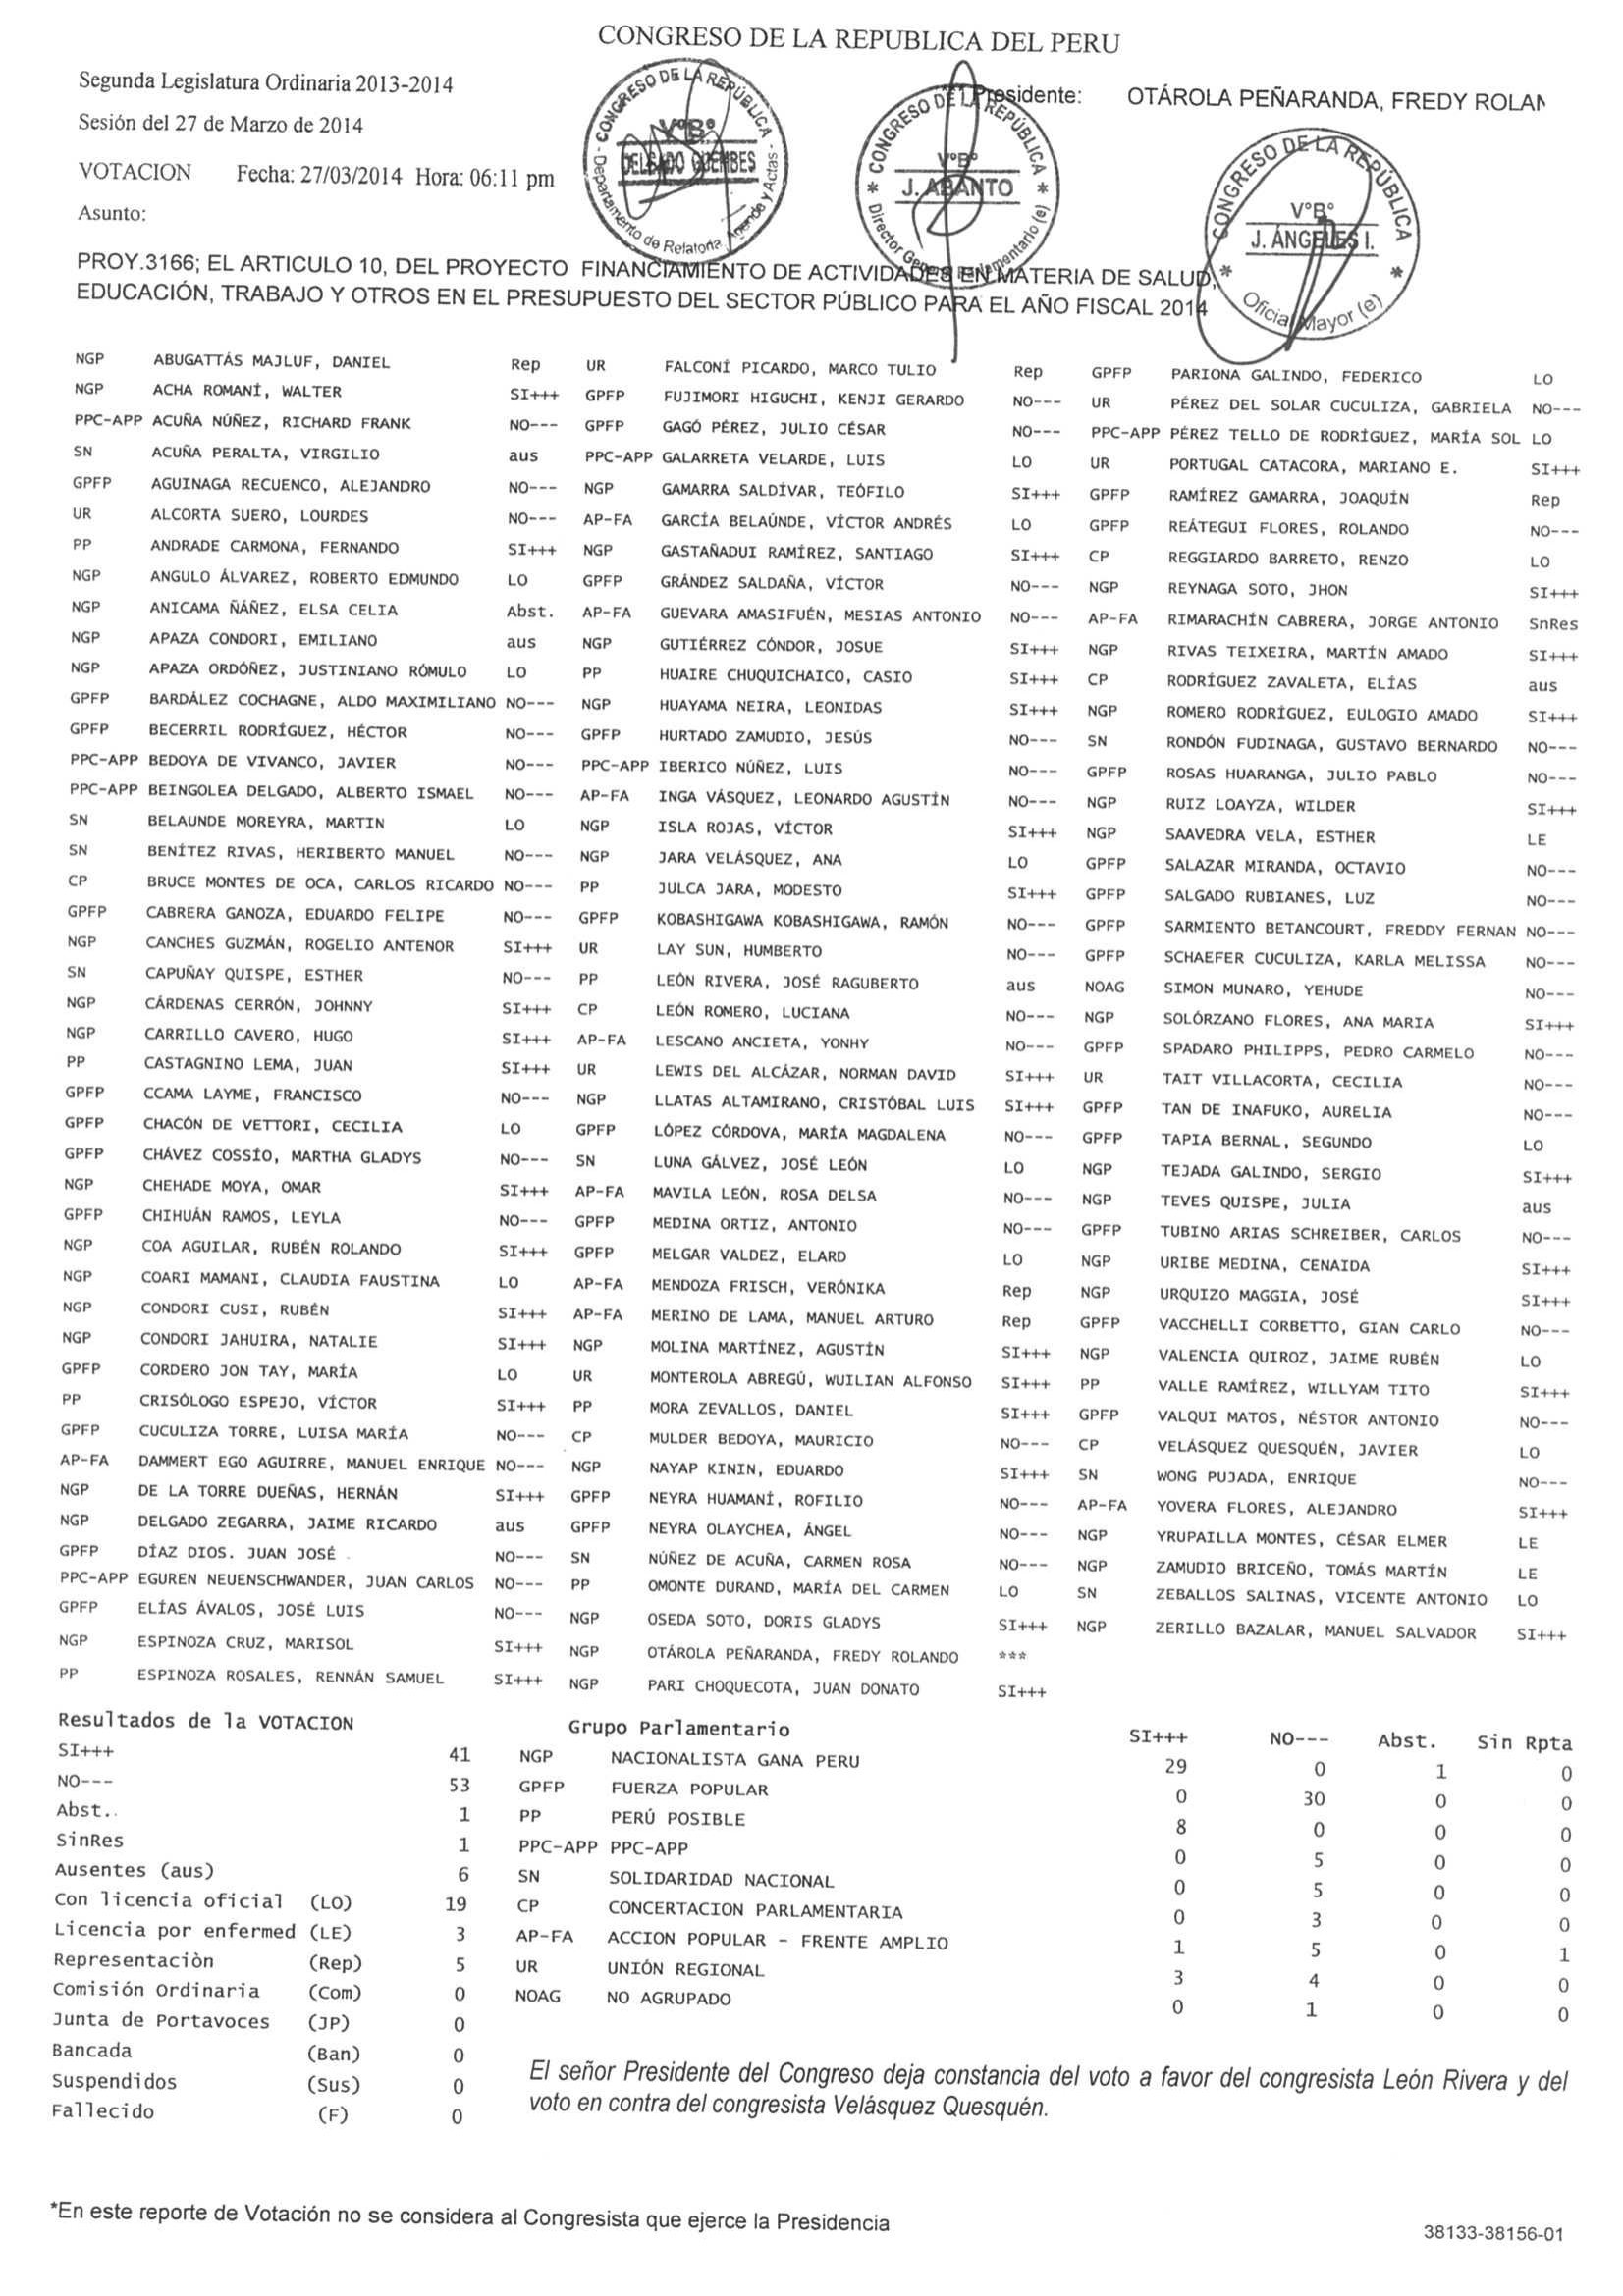 CONGRESO DE LA REPUBLICA DEL PERU
Segunda Legislatura Ordinaria 2013-2014
*** Presidente: OTÁROLA PEÑARANDA, FREDY ROLAN
Sesión del 27 de Marzo de 2014
VOTACION Fecha: 27/03/2014 Hora: 06:11 pm
Asunto:
CONGRESO DE LA REPÚBLICA
V°B°
DELGADO GUEMBES
Departamento de Relatoria, Agenda y Actas
CONGRESO DE LA REPÚBLICA
V°B°
J. ABANTO
Director General Parlamentario (e)
CONGRESO DE LA REPÚBLICA
V°B°
J. ÁNGELES I.
Oficial Mayor (e)
PROY.3166; EL ARTICULO 10, DEL PROYECTO FINANCIAMIENTO DE ACTIVIDADES EN MATERIA DE SALUD,
EDUCACIÓN, TRABAJO Y OTROS EN EL PRESUPUESTO DEL SECTOR PÚBLICO PARA EL AÑO FISCAL 2014
NGP ABUGATTÁS MAJLUF, DANIEL Rep UR FALCONÍ PICARDO, MARCO TULIO Rep GPFP PARIONA GALINDO, FEDERICO LO
NGP ACHA ROMANÍ, WALTER SI+++ GPFP FUJIMORI HIGUCHI, KENJI GERARDO NO--- UR PÉREZ DEL SOLAR CUCULIZA, GABRIELA NO---
PPC-APP ACUÑA NÚÑEZ, RICHARD FRANK NO--- GPFP GAGÓ PÉREZ, JULIO CÉSAR NO--- PPC-APP PÉREZ TELLO DE RODRÍGUEZ, MARÍA SOL LO
SN ACUÑA PERALTA, VIRGILIO aus PPC-APP GALARRETA VELARDE, LUIS LO UR PORTUGAL CATACORA, MARIANO E. SI+++
GPFP AGUINAGA RECUENCO, ALEJANDRO NO--- NGP GAMARRA SALDÍVAR, TEÓFILO SI+++ GPFP RAMÍREZ GAMARRA, JOAQUÍN Rep
UR ALCORTA SUERO, LOURDES NO--- AP-FA GARCÍA BELAÚNDE, VÍCTOR ANDRÉS LO GPFP REÁTEGUI FLORES, ROLANDO NO---
PP ANDRADE CARMONA, FERNANDO SI+++ NGP GASTAÑADUI RAMÍREZ, SANTIAGO SI+++ CP REGGIARDO BARRETO, RENZO LO
NGP ANGULO ÁLVAREZ, ROBERTO EDMUNDO LO GPFP GRÁNDEZ SALDAÑA, VÍCTOR NO--- NGP REYNAGA SOTO, JHON SI+++
NGP ANICAMA ÑÁÑEZ, ELSA CELIA Abst. AP-FA GUEVARA AMASIFUÉN, MESIAS ANTONIO NO--- AP-FA RIMARACHÍN CABRERA, JORGE ANTONIO SnRes
NGP APAZA CONDORI, EMILIANO aus NGP GUTIÉRREZ CÓNDOR, JOSUE SI+++ NGP RIVAS TEIXEIRA, MARTÍN AMADO SI+++
NGP APAZA ORDÓÑEZ, JUSTINIANO RÓMULO LO PP HUAIRE CHUQUICHAICO, CASIO SI+++ CP RODRÍGUEZ ZAVALETA, ELÍAS aus
GPFP BARDÁLEZ COCHAGNE, ALDO MAXIMILIANO NO--- NGP HUAYAMA NEIRA, LEONIDAS SI+++ NGP ROMERO RODRÍGUEZ, EULOGIO AMADO SI+++
GPFP BECERRIL RODRÍGUEZ, HÉCTOR NO--- GPFP HURTADO ZAMUDIO, JESÚS NO--- SN RONDÓN FUDINAGA, GUSTAVO BERNARDO NO---
PPC-APP BEDOYA DE VIVANCO, JAVIER NO--- PPC-APP IBERICO NÚÑEZ, LUIS NO--- GPFP ROSAS HUARANGA, JULIO PABLO NO---
PPC-APP BEINGOLEA DELGADO, ALBERTO ISMAEL NO--- AP-FA INGA VÁSQUEZ, LEONARDO AGUSTÍN NO--- NGP RUIZ LOAYZA, WILDER SI+++
SN BELAUNDE MOREYRA, MARTIN LO NGP ISLA ROJAS, VÍCTOR SI+++ NGP SAAVEDRA VELA, ESTHER LE
SN BENÍTEZ RIVAS, HERIBERTO MANUEL NO--- NGP JARA VELÁSQUEZ, ANA LO GPFP SALAZAR MIRANDA, OCTAVIO NO---
CP BRUCE MONTES DE OCA, CARLOS RICARDO NO--- PP JULCA JARA, MODESTO SI+++ GPFP SALGADO RUBIANES, LUZ NO---
GPFP CABRERA GANOZA, EDUARDO FELIPE NO--- GPFP KOBASHIGAWA KOBASHIGAWA, RAMÓN NO--- GPFP SARMIENTO BETANCOURT, FREDDY FERNAN NO---
NGP CANCHES GUZMÁN, ROGELIO ANTENOR SI+++ UR LAY SUN, HUMBERTO NO--- GPFP SCHAEFER CUCULIZA, KARLA MELISSA NO---
SN CAPUÑAY QUISPE, ESTHER NO--- PP LEÓN RIVERA, JOSÉ RAGUBERTO aus NOAG SIMON MUNARO, YEHUDE NO---
NGP CÁRDENAS CERRÓN, JOHNNY SI+++ CP LEÓN ROMERO, LUCIANA NO--- NGP SOLÓRZANO FLORES, ANA MARIA SI+++
NGP CARRILLO CAVERO, HUGO SI+++ AP-FA LESCANO ANCIETA, YONHY NO--- GPFP SPADARO PHILIPPS, PEDRO CARMELO NO---
PP CASTAGNINO LEMA, JUAN SI+++ UR LEWIS DEL ALCÁZAR, NORMAN DAVID SI+++ UR TAIT VILLACORTA, CECILIA NO---
GPFP CCAMA LAYME, FRANCISCO NO--- NGP LLATAS ALTAMIRANO, CRISTÓBAL LUIS SI+++ GPFP TAN DE INAFUKO, AURELIA NO---
GPFP CHACÓN DE VETTORI, CECILIA LO GPFP LÓPEZ CÓRDOVA, MARÍA MAGDALENA NO--- GPFP TAPIA BERNAL, SEGUNDO LO
GPFP CHÁVEZ COSSÍO, MARTHA GLADYS NO--- SN LUNA GÁLVEZ, JOSÉ LEÓN LO NGP TEJADA GALINDO, SERGIO SI+++
NGP CHEHADE MOYA, OMAR SI+++ AP-FA MAVILA LEÓN, ROSA DELSA NO--- NGP TEVES QUISPE, JULIA aus
GPFP CHIHUÁN RAMOS, LEYLA NO--- GPFP MEDINA ORTIZ, ANTONIO NO--- GPFP TUBINO ARIAS SCHREIBER, CARLOS NO---
NGP COA AGUILAR, RUBÉN ROLANDO SI+++ GPFP MELGAR VALDEZ, ELARD LO NGP URIBE MEDINA, CENAIDA SI+++
NGP COARI MAMANI, CLAUDIA FAUSTINA LO AP-FA MENDOZA FRISCH, VERÓNIKA Rep NGP URQUIZO MAGGIA, JOSÉ SI+++
NGP CONDORI CUSI, RUBÉN SI+++ AP-FA MERINO DE LAMA, MANUEL ARTURO Rep GPFP VACCHELLI CORBETTO, GIAN CARLO NO---
NGP CONDORI JAHUIRA, NATALIE SI+++ NGP MOLINA MARTÍNEZ, AGUSTÍN SI+++ NGP VALENCIA QUIROZ, JAIME RUBÉN LO
GPFP CORDERO JON TAY, MARÍA LO UR MONTEROLA ABREGÚ, WUILIAN ALFONSO SI+++ PP VALLE RAMÍREZ, WILLYAM TITO SI+++
PP CRISÓLOGO ESPEJO, VÍCTOR SI+++ PP MORA ZEVALLOS, DANIEL SI+++ GPFP VALQUI MATOS, NÉSTOR ANTONIO NO---
GPFP CUCULIZA TORRE, LUISA MARÍA NO--- CP MULDER BEDOYA, MAURICIO NO--- CP VELÁSQUEZ QUESQUÉN, JAVIER LO
AP-FA DAMMERT EGO AGUIRRE, MANUEL ENRIQUE NO--- NGP NAYAP KININ, EDUARDO SI+++ SN WONG PUJADA, ENRIQUE NO---
NGP DE LA TORRE DUEÑAS, HERNÁN SI+++ GPFP NEYRA HUAMANÍ, ROFILIO NO--- AP-FA YOVERA FLORES, ALEJANDRO SI+++
NGP DELGADO ZEGARRA, JAIME RICARDO aus GPFP NEYRA OLAYCHEA, ÁNGEL NO--- NGP YRUPAILLA MONTES, CÉSAR ELMER LE
GPFP DÍAZ DIOS. JUAN JOSÉ NO--- SN NÚÑEZ DE ACUÑA, CARMEN ROSA NO--- NGP ZAMUDIO BRICEÑO, TOMÁS MARTÍN LE
PPC-APP EGUREN NEUENSCHWANDER, JUAN CARLOS NO--- PP OMONTE DURAND, MARÍA DEL CARMEN LO SN ZEBALLOS SALINAS, VICENTE ANTONIO LO
GPFP ELÍAS ÁVALOS, JOSÉ LUIS NO--- NGP OSEDA SOTO, DORIS GLADYS SI+++ NGP ZERILLO BAZALAR, MANUEL SALVADOR SI+++
NGP ESPINOZA CRUZ, MARISOL SI+++ NGP OTÁROLA PEÑARANDA, FREDY ROLANDO ***
PP ESPINOZA ROSALES, RENNÁN SAMUEL SI+++ NGP PARI CHOQUECOTA, JUAN DONATO SI+++
Resultados de la VOTACION Grupo Parlamentario SI+++ NO--- Abst. Sin Rpta
SI+++ 41 NGP NACIONALISTA GANA PERU 29 0 1 0
NO--- 53 GPFP FUERZA POPULAR 0 30 0 0
Abst. 1 PP PERÚ POSIBLE 8 0 0 0
SinRes 1 PPC-APP PPC-APP 0 5 0 0
Ausentes (aus) 6 SN SOLIDARIDAD NACIONAL 0 5 0 0
Con licencia oficial (LO) 19 CP CONCERTACION PARLAMENTARIA 0 3 0 0
Licencia por enfermed (LE) 3 AP-FA ACCION POPULAR - FRENTE AMPLIO 1 5 0 1
Representaciòn (Rep) 5 UR UNIÓN REGIONAL 3 4 0 0
Comisión Ordinaria (Com) 0 NOAG NO AGRUPADO 0 1 0 0
Junta de Portavoces (JP) 0
Bancada (Ban) 0
Suspendidos (Sus) 0
Fallecido (F) 0
El señor Presidente del Congreso deja constancia del voto a favor del congresista León Rivera y del
voto en contra del congresista Velásquez Quesquén.
*En este reporte de Votación no se considera al Congresista que ejerce la Presidencia
38133-38156-01